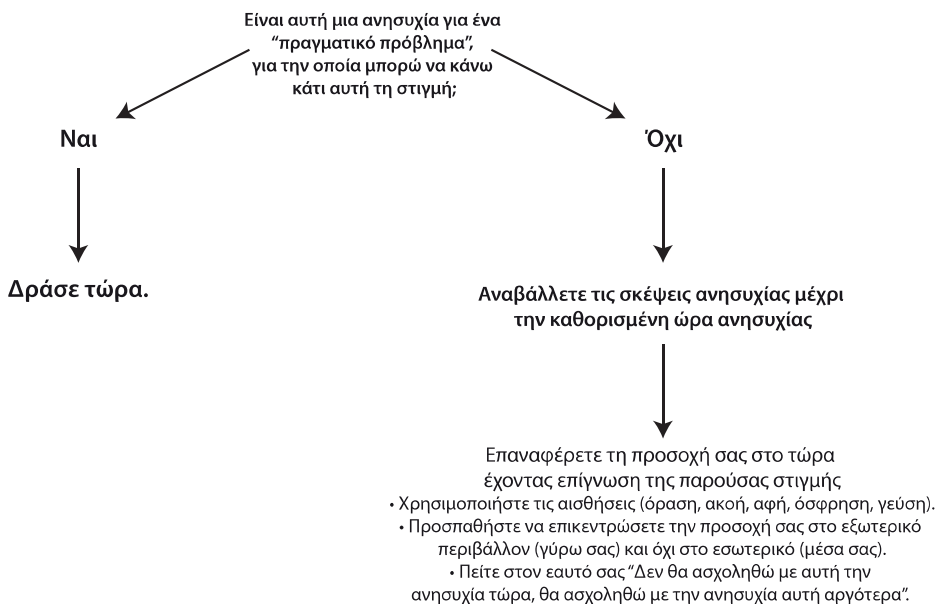 Είναι αυτή μια ανησυχία για ένα
“πραγματικό πρόβλημα”,
για την οποία μπορώ να κάνω
κάτι αυτή τη στιγμή;
Ναι
Όχι
Δράσε τώρα.
Αναβάλλετε τις σκέψεις ανησυχίας μέχρι
την καθορισμένη ώρα ανησυχίας
Επαναφέρετε τη προσοχή σας στο τώρα
έχοντας επίγνωση της παρούσας στιγμής
• Χρησιμοποιήστε τις αισθήσεις (όραση, ακοή, αφή, όσφρηση, γεύση).
• Προσπαθήστε να επικεντρώσετε την προσοχή σας στο εξωτερικό
περιβάλλον (γύρω σας) και όχι στο εσωτερικό (μέσα σας).
• Πείτε στον εαυτό σας “Δεν θα ασχοληθώ με αυτή την
ανησυχία τώρα, θα ασχοληθώ με την ανησυχία αυτή αργότερα”.